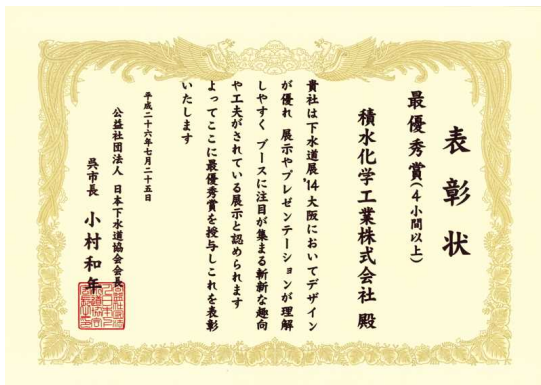 表彰状
最優秀賞(4小間以上)
積水化学工業株式会社 殿
貴社は下水道展'14大阪においてデザイン
が優れ 展示やプレゼンテーションが理解
しやすく ブースに注目が集まる斬新な趣向
や工夫がされている展示と認められます
よってここに最優秀賞を授与しこれを表彰
いたします
平成二十六年七月二十五日
公益社団法人 日本下水道協会会長
呉市長 小村和年